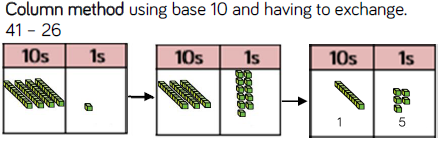 Column method using base 10 and having to exchange.
41 – 26
10s 1s 10s 1s 10s 1s
1 5